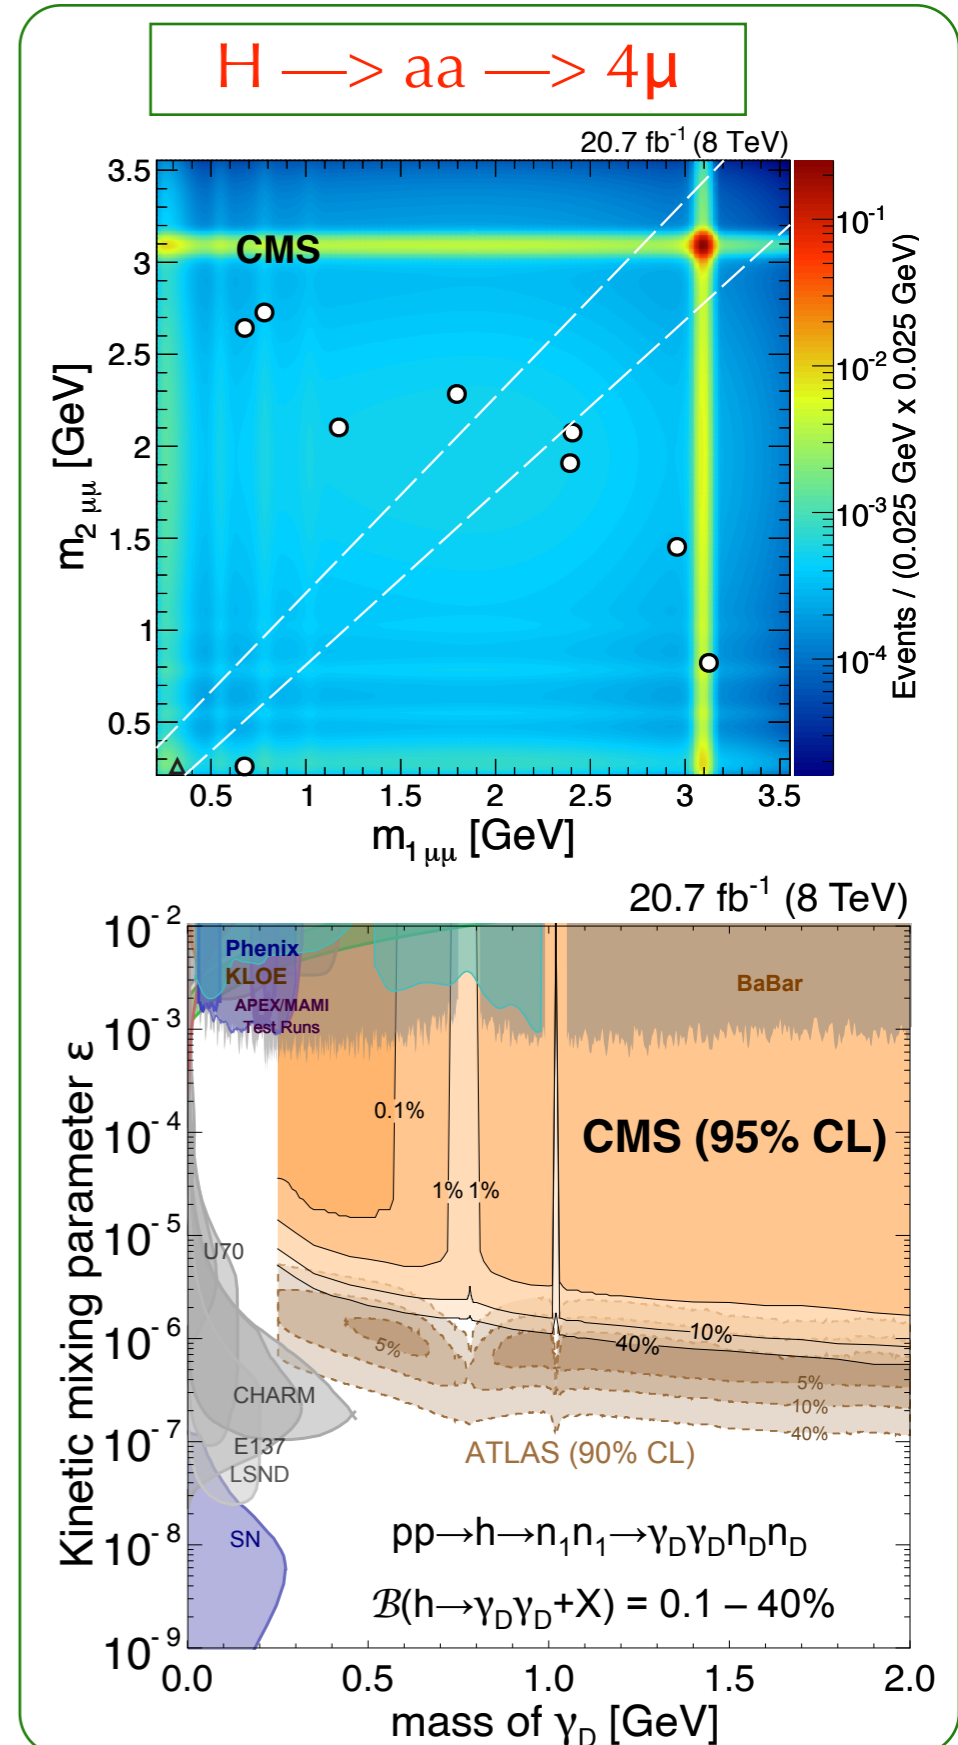 H —> aa —> 4μ
20.7 fb-1 (8 TeV)
CMS
m2 μμ [GeV]
3.5
3
2.5
2
1.5
1
0.5
0.5 1 1.5 2 2.5 3 3.5
m1 μμ [GeV]
10-1
10-2
10-3
10-4
Events / (0.025 GeV x 0.025 GeV)
20.7 fb-1 (8 TeV)
Kinetic mixing parameter ε
10-2
10-3
10-4
10-5
10-6
10-7
10-8
10-9
Phenix
KLOE
APEX/MAMI
Test Runs
BaBar
0.1%
CMS (95% CL)
1% 1%
U70
10%
40%
5%
5%
10%
40%
CHARM
E137
LSND
ATLAS (90% CL)
SN
pp→h→n1n1→γDγDnDnD
B(h→γDγD+X) = 0.1 – 40%
0.0 0.5 1.0 1.5 2.0
mass of γD [GeV]